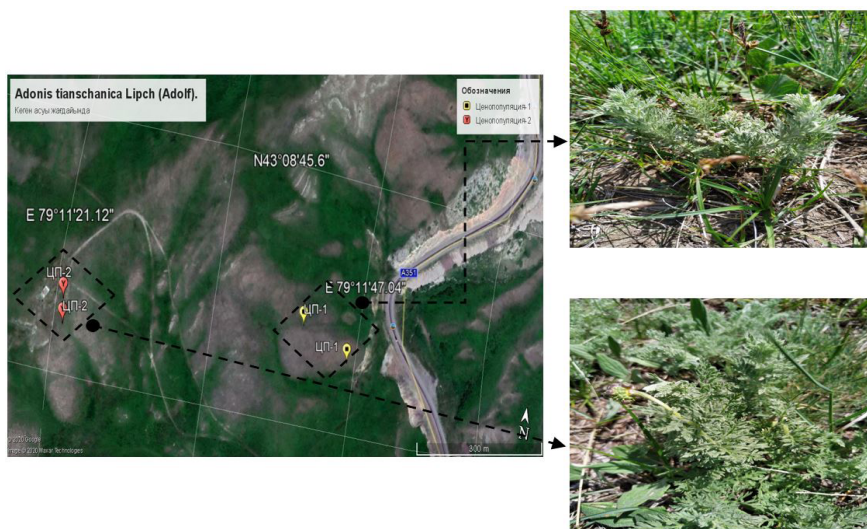 Adonis tianschanica Lipch (Adolf).
Кеген асуы жағдайында
Обозначения
Ценопопуляция-1
Ценопопуляция-2
N43°08'45.6"
E 79°11'21.12"
A351
E 79°11'47.04"
ЦП-2
ЦП-2
ЦП-1
ЦП-1
N
300 m
© 2020 Google
Image © 2020 Maxar Technologies